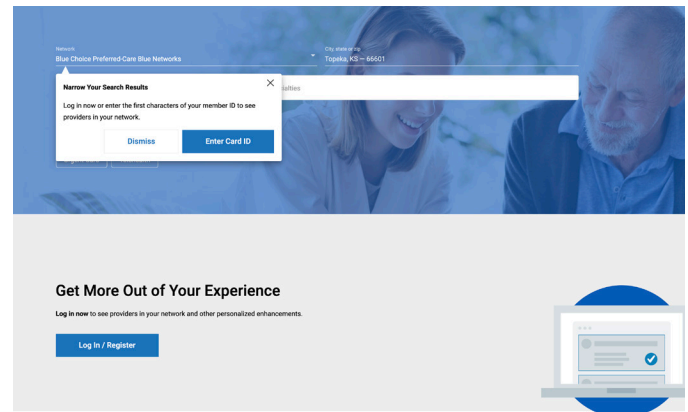 Network
City, state or zip
Blue Choice Preferred-Care Blue Networks
Topeka, KS — 66601
Narrow Your Search Results
Log in now or enter the first characters of your member ID to see
providers in your network.
Dismiss
Enter Card ID
Get More Out of Your Experience
Log in now to see providers in your network and other personalized enhancements.
Log In / Register